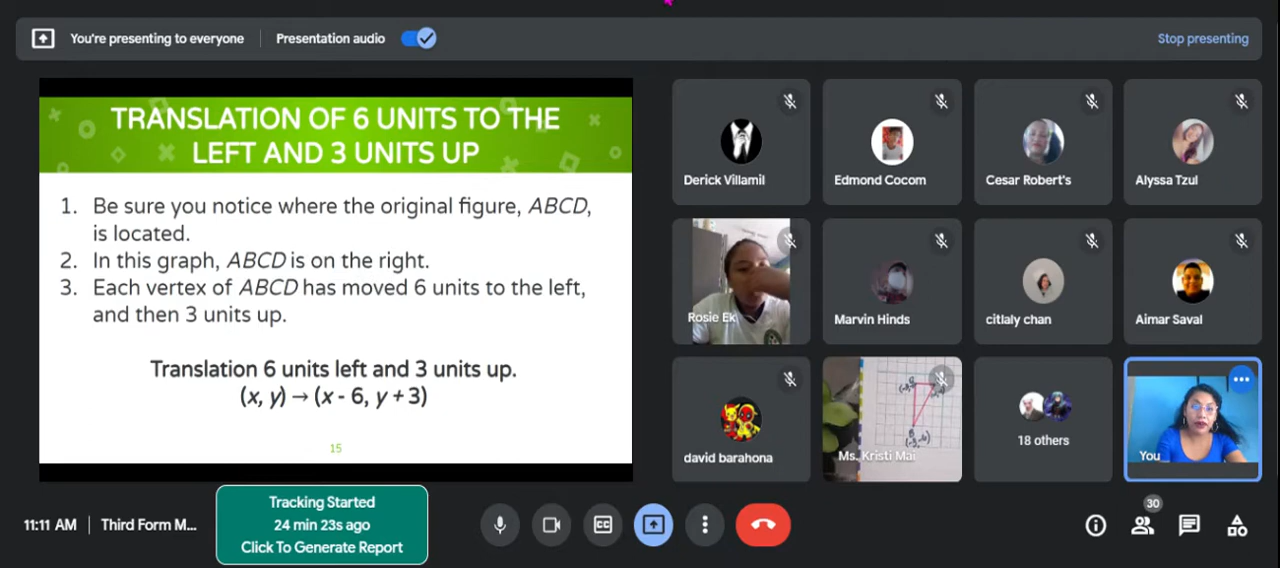 You're presenting to everyone
Presentation audio
Stop presenting
TRANSLATION OF 6 UNITS TO THE
LEFT AND 3 UNITS UP
1. Be sure you notice where the original figure, ABCD,
is located.
2. In this graph, ABCD is on the right.
3. Each vertex of ABCD has moved 6 units to the left,
and then 3 units up.
Translation 6 units left and 3 units up.
(x, y) → (x - 6, y + 3)
15
Derick Villamil
Edmond Cocom
Cesar Robert's
Alyssa Tzul
Rosie Ek
Marvin Hinds
citlaly chan
Aimar Saval
david barahona
Ms. Kristi Mai
18 others
You
11:11 AM
Third Form M...
Tracking Started
24 min 23s ago
Click To Generate Report
CC
30